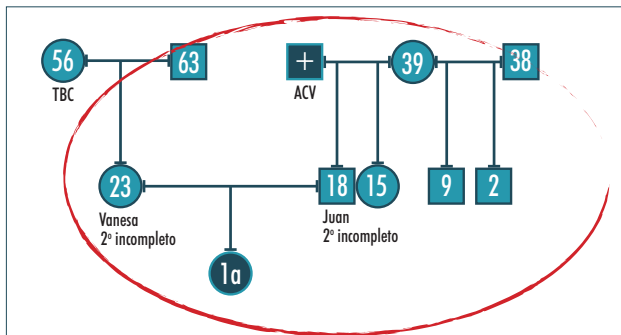 56 63 + 39 38
TBC ACV
23 18 15 9 2
Vanesa Juan
2º incompleto 2º incompleto
1a